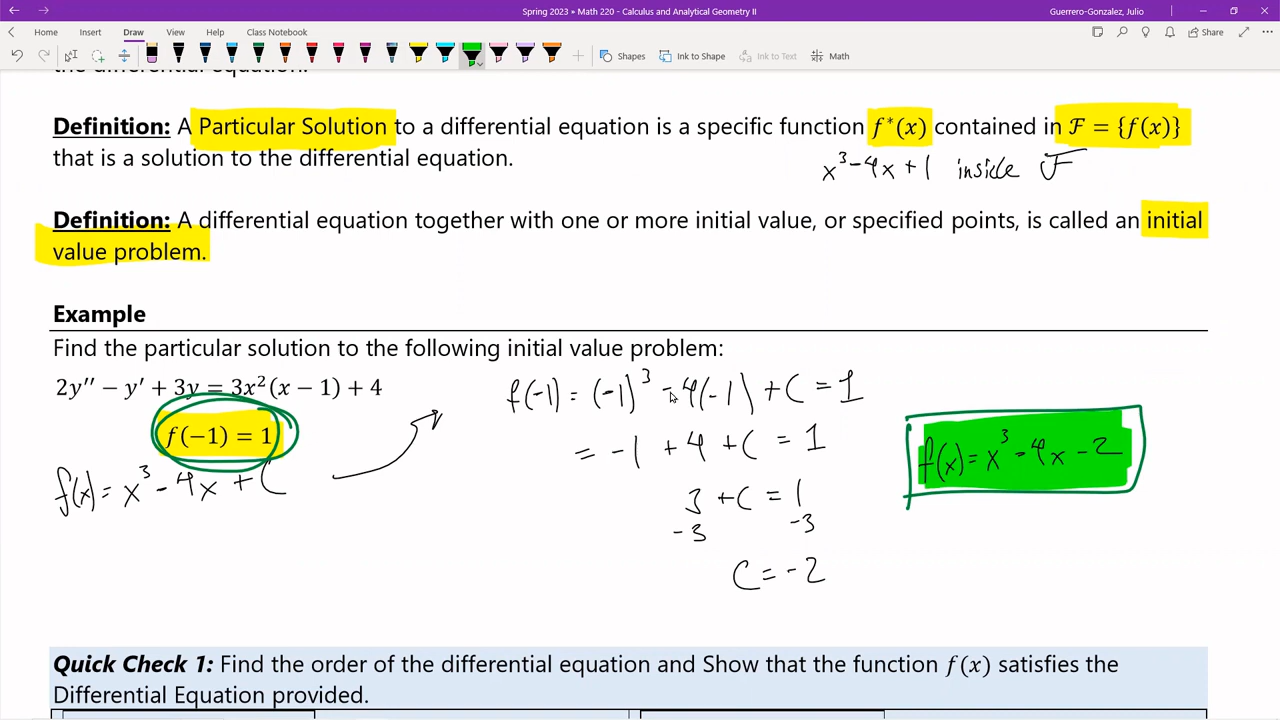 Spring 2023 » Math 220 - Calculus and Analytical Geometry II
Guerrero-Gonzalez, Julio
Home Insert Draw View Help Class Notebook
Share
Shapes Ink to Shape Ink to Text Math
the differential equation.
Definition: A Particular Solution to a differential equation is a specific function f*(x) contained in ℱ = {f(x)}
that is a solution to the differential equation.
x³-4x+1 inside ℱ
Definition: A differential equation together with one or more initial value, or specified points, is called an initial
value problem.
Example
Find the particular solution to the following initial value problem:
2y′′ − y′ + 3y = 3x²(x − 1) + 4
f(−1) = 1
f(x) = x³ - 4x + C
f(-1) = (-1)³ - 4(-1) + C = 1
= -1 + 4 + C = 1
3 + C = 1
-3 -3
C = -2
f(x) = x³ - 4x - 2
Quick Check 1: Find the order of the differential equation and Show that the function f(x) satisfies the
Differential Equation provided.